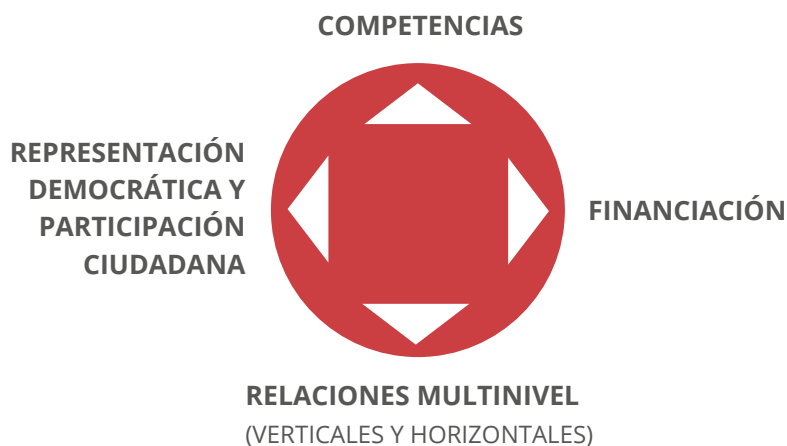 COMPETENCIAS
REPRESENTACIÓN
DEMOCRÁTICA Y
PARTICIPACIÓN
CIUDADANA
FINANCIACIÓN
RELACIONES MULTINIVEL
(VERTICALES Y HORIZONTALES)